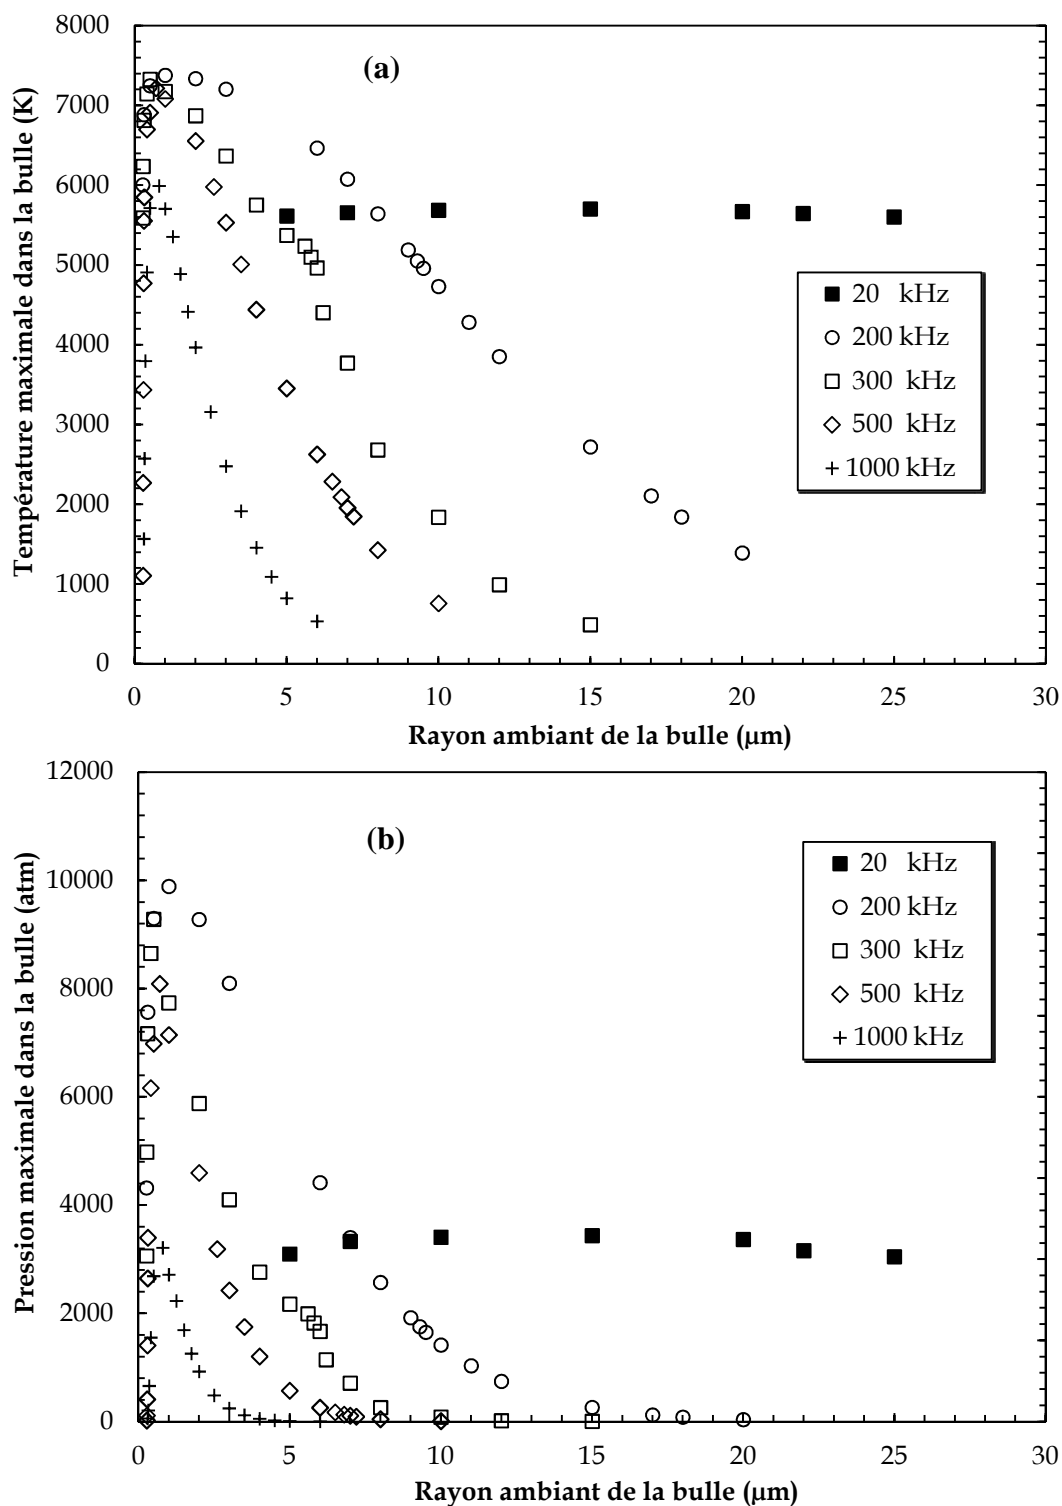 (a)
Température maximale dans la bulle (K)
8000
7000
6000
5000
4000
3000
2000
1000
0
20 kHz
200 kHz
300 kHz
500 kHz
1000 kHz
0 5 10 15 20 25 30
Rayon ambiant de la bulle (µm)
(b)
Pression maximale dans la bulle (atm)
12000
10000
8000
6000
4000
2000
0
20 kHz
200 kHz
300 kHz
500 kHz
1000 kHz
0 5 10 15 20 25 30
Rayon ambiant de la bulle (µm)